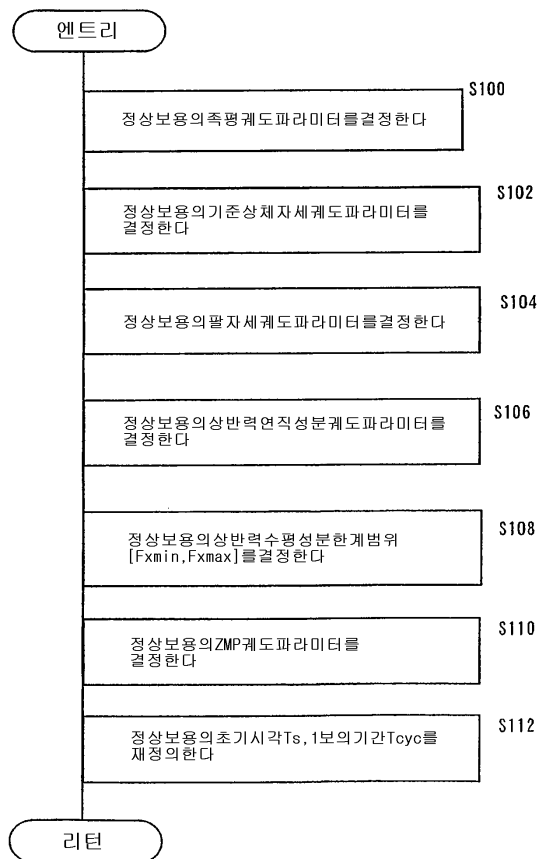 엔트리
S100
정상보용의족평궤도파라미터를결정한다
S102
정상보용의기준상체자세궤도파라미터를
결정한다
S104
정상보용의팔자세궤도파라미터를결정한다
S106
정상보용의상반력연직성분궤도파라미터를
결정한다
S108
정상보용의상반력수평성분한계범위
[Fxmin,Fxmax]를결정한다
S110
정상보용의ZMP궤도파라미터를
결정한다
S112
정상보용의초기시각Ts,1보의기간Tcyc를
재정의한다
리턴